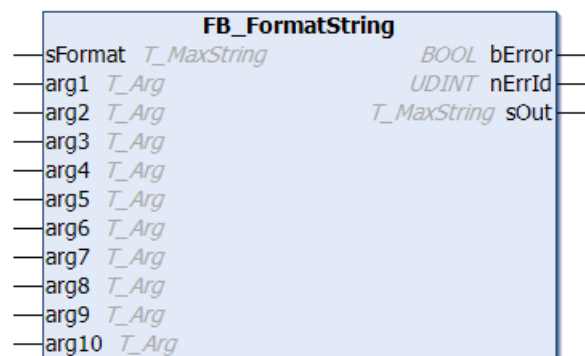 FB_FormatString
sFormat T_MaxString BOOL bError
arg1 T_Arg UDINT nErrId
arg2 T_Arg T_MaxString sOut
arg3 T_Arg
arg4 T_Arg
arg5 T_Arg
arg6 T_Arg
arg7 T_Arg
arg8 T_Arg
arg9 T_Arg
arg10 T_Arg